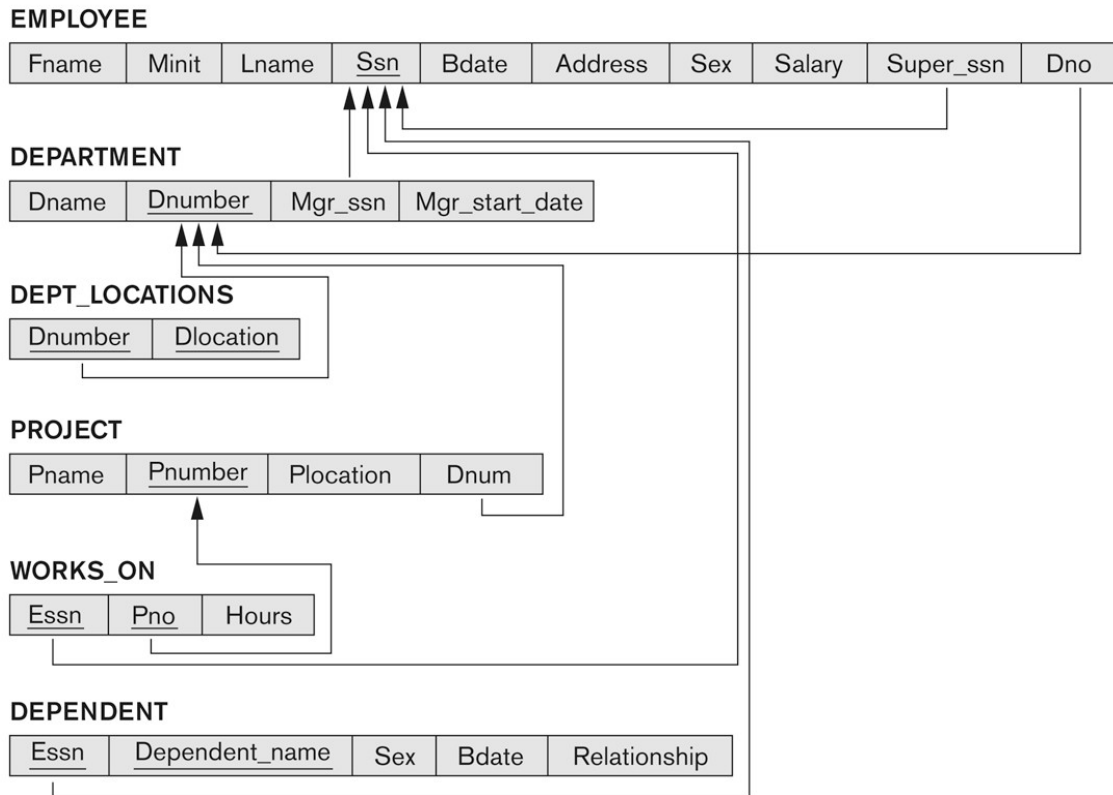 EMPLOYEE
Fname Minit Lname Ssn Bdate Address Sex Salary Super_ssn Dno
DEPARTMENT
Dname Dnumber Mgr_ssn Mgr_start_date
DEPT_LOCATIONS
Dnumber Dlocation
PROJECT
Pname Pnumber Plocation Dnum
WORKS_ON
Essn Pno Hours
DEPENDENT
Essn Dependent_name Sex Bdate Relationship